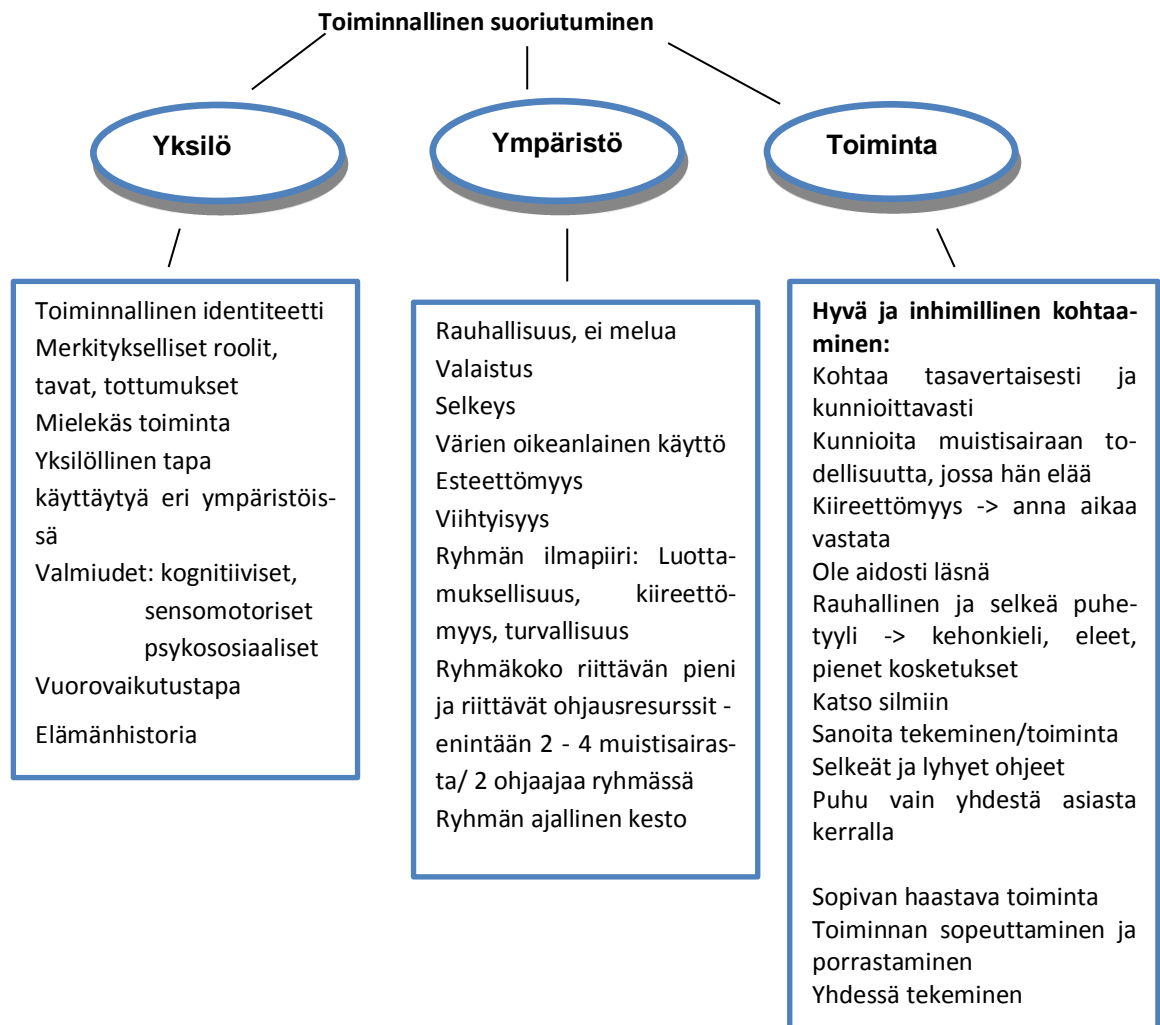 Toiminnallinen suoriutuminen
Yksilö
Ympäristö
Toiminta
Toiminnallinen identiteetti
Merkitykselliset roolit,
tavat, tottumukset
Mielekäs toiminta
Yksilöllinen tapa
käyttäytyä eri ympäristöis-
sä
Valmiudet: kognitiiviset,
sensomotoriset
psykososiaaliset
Vuorovaikutustapa
Elämänhistoria
Rauhallisuus, ei melua
Valaistus
Selkeys
Värien oikeanlainen käyttö
Esteettömyys
Viihtyisyys
Ryhmän ilmapiiri: Luotta-
muksellisuus, kiireettö-
myys, turvallisuus
Ryhmäkoko riittävän pieni
ja riittävät ohjausresurssit -
enintään 2 - 4 muistisairas-
ta/ 2 ohjaajaa ryhmässä
Ryhmän ajallinen kesto
Hyvä ja inhimillinen kohtaa-
minen:
Kohtaa tasavertaisesti ja
kunnioittavasti
Kunnioita muistisairaan to-
dellisuutta, jossa hän elää
Kiireettömyys -> anna aikaa
vastata
Ole aidosti läsnä
Rauhallinen ja selkeä puhe-
tyyli -> kehonkieli, eleet,
pienet kosketukset
Katso silmiin
Sanoita tekeminen/toiminta
Selkeät ja lyhyet ohjeet
Puhu vain yhdestä asiasta
kerralla
Sopivan haastava toiminta
Toiminnan sopeuttaminen ja
porrastaminen
Yhdessä tekeminen